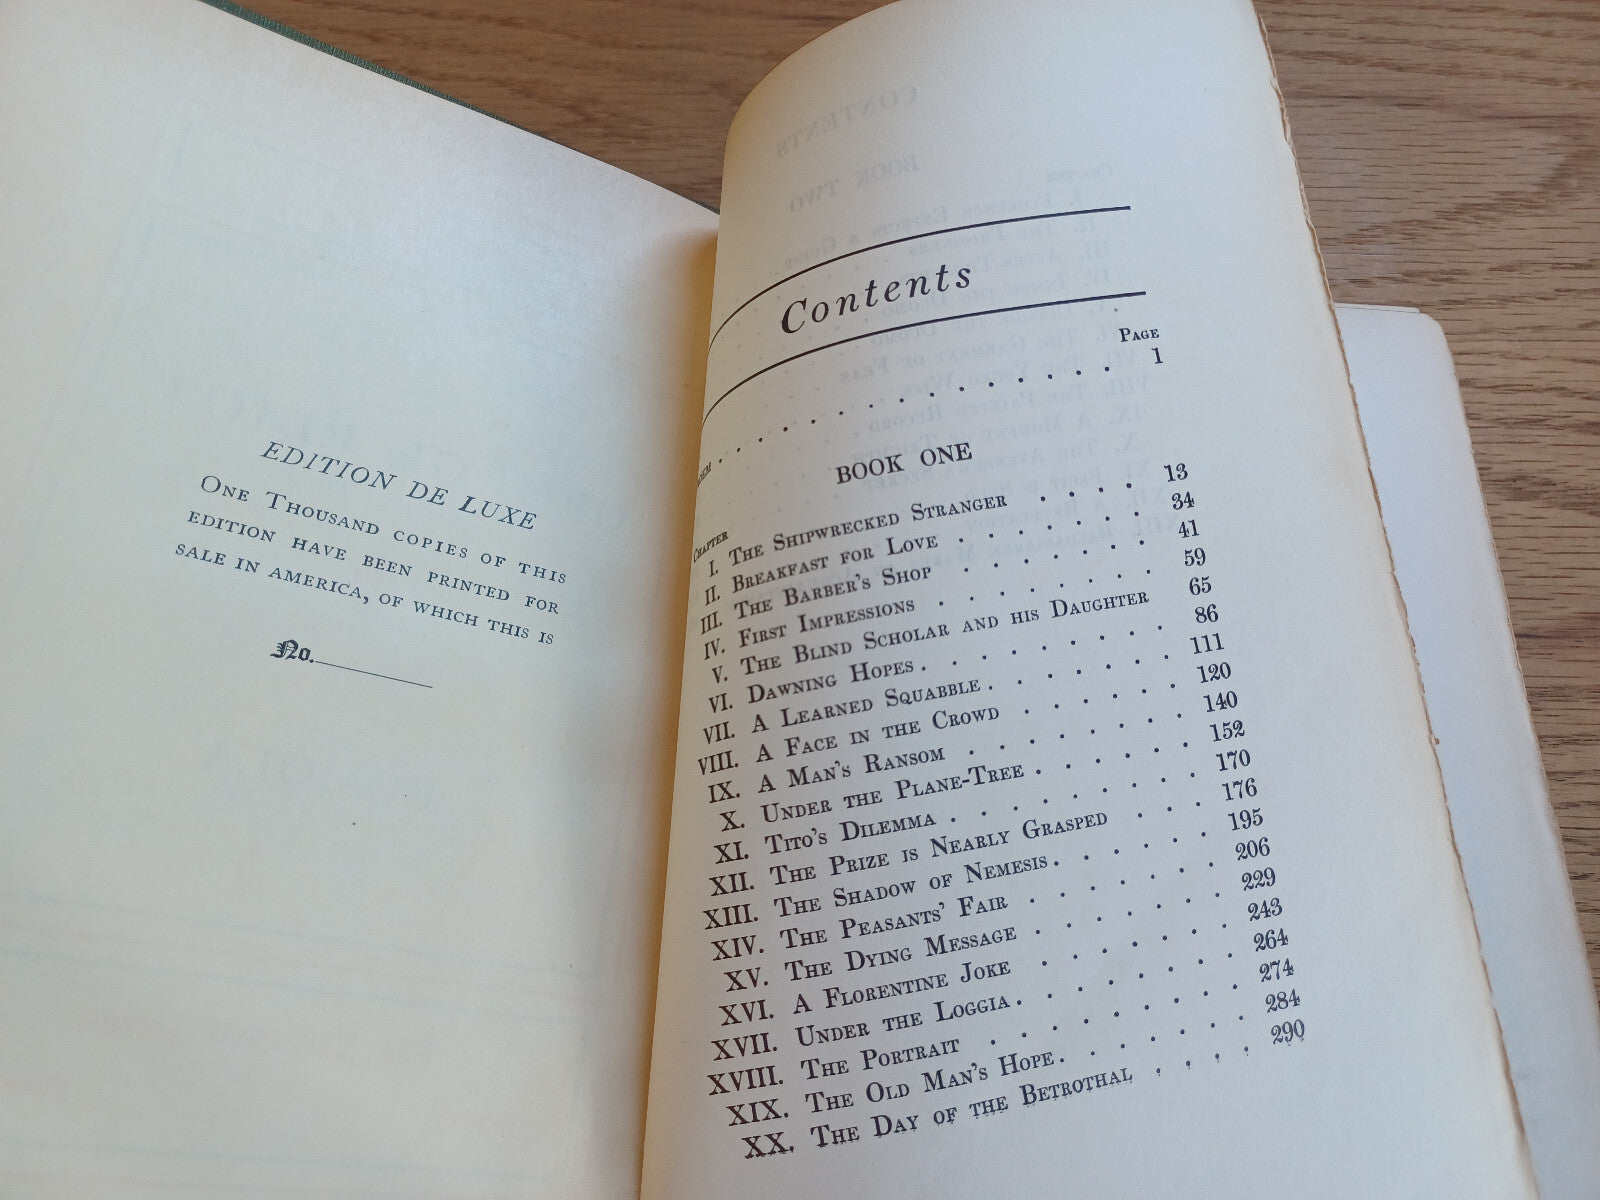 EDITION DE LUXE
One Thousand copies of this
edition have been printed for
sale in America, of which this is
No.
Contents
Page
1
BOOK ONE
Chapter
I. The Shipwrecked Stranger . . . . 13
II. Breakfast for Love . . . . . . 34
III. The Barber's Shop . . . . . . 41
IV. First Impressions . . . . . . . 59
V. The Blind Scholar and his Daughter 65
VI. Dawning Hopes . . . . . . . . 86
VII. A Learned Squabble . . . . . . 111
VIII. A Face in the Crowd . . . . . 120
IX. A Man's Ransom . . . . . . . 140
X. Under the Plane-Tree . . . . . 152
XI. Tito's Dilemma . . . . . . . . 170
XII. The Prize is Nearly Grasped . . . 176
XIII. The Shadow of Nemesis . . . . . 195
XIV. The Peasants' Fair . . . . . . 206
XV. The Dying Message . . . . . . 229
XVI. A Florentine Joke . . . . . . 243
XVII. Under the Loggia . . . . . . . 264
XVIII. The Portrait . . . . . . . . 274
XIX. The Old Man's Hope . . . . . . 284
XX. The Day of the Betrothal . . . . 290